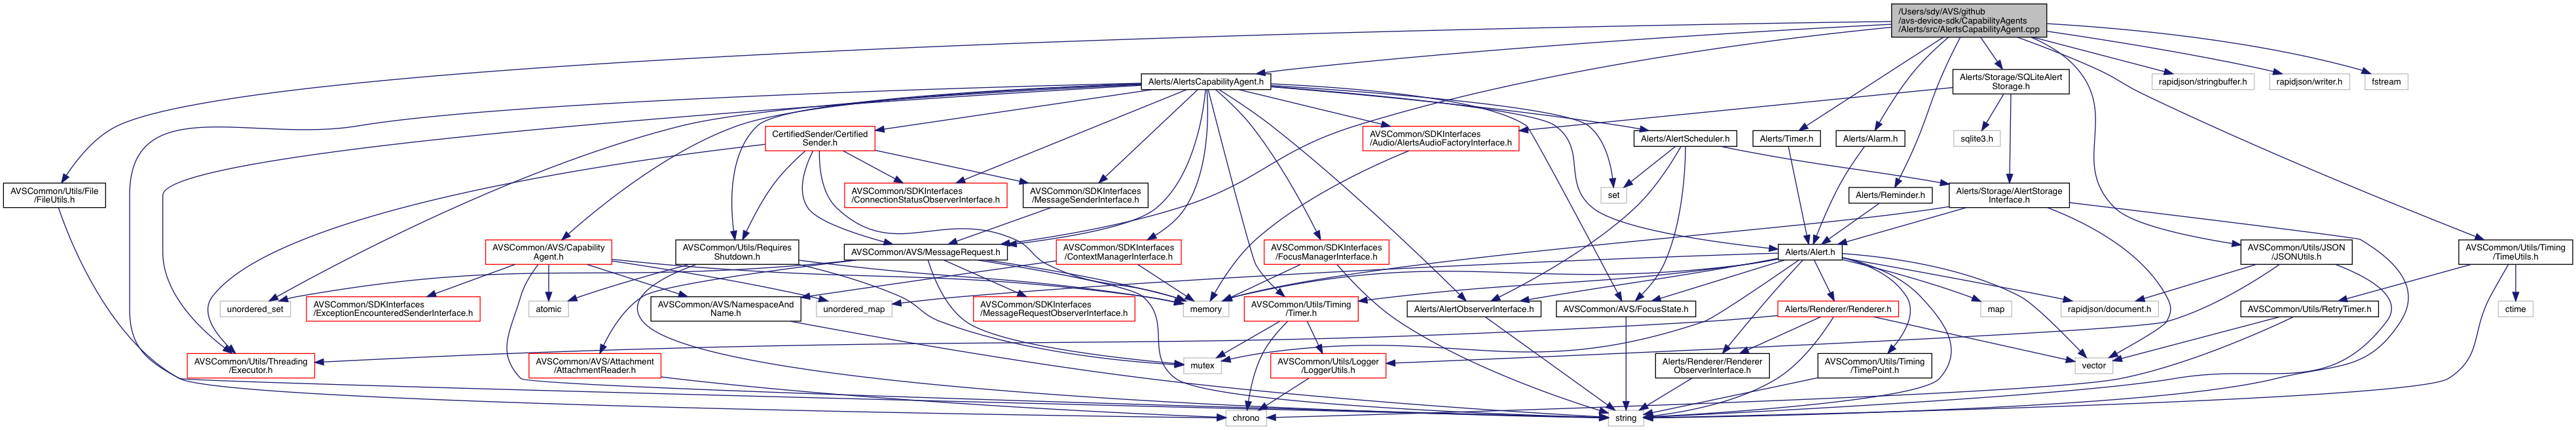 /Users/sdy/AVS/github
/avs-device-sdk/CapabilityAgents
/Alerts/src/AlertsCapabilityAgent.cpp
Alerts/AlertsCapabilityAgent.h
Alerts/Storage/SQLiteAlert
Storage.h
rapidjson/stringbuffer.h
rapidjson/writer.h
fstream
CertifiedSender/Certified
Sender.h
AVSCommon/SDKInterfaces
/Audio/AlertsAudioFactoryInterface.h
Alerts/AlertScheduler.h
Alerts/Timer.h
Alerts/Alarm.h
sqlite3.h
AVSCommon/Utils/File
/FileUtils.h
AVSCommon/SDKInterfaces
/ConnectionStatusObserverInterface.h
AVSCommon/SDKInterfaces
/MessageSenderInterface.h
set
Alerts/Reminder.h
Alerts/Storage/AlertStorage
Interface.h
AVSCommon/AVS/Capability
Agent.h
AVSCommon/Utils/Requires
Shutdown.h
AVSCommon/AVS/MessageRequest.h
AVSCommon/SDKInterfaces
/ContextManagerInterface.h
AVSCommon/SDKInterfaces
/FocusManagerInterface.h
Alerts/Alert.h
AVSCommon/Utils/JSON
/JSONUtils.h
AVSCommon/Utils/Timing
/TimeUtils.h
unordered_set
AVSCommon/SDKInterfaces
/ExceptionEncounteredSenderInterface.h
atomic
AVSCommon/AVS/NamespaceAnd
Name.h
unordered_map
AVSCommon/SDKInterfaces
/MessageRequestObserverInterface.h
memory
AVSCommon/Utils/Timing
/Timer.h
Alerts/AlertObserverInterface.h
AVSCommon/AVS/FocusState.h
Alerts/Renderer/Renderer.h
map
rapidjson/document.h
AVSCommon/Utils/RetryTimer.h
ctime
AVSCommon/Utils/Threading
/Executor.h
AVSCommon/AVS/Attachment
/AttachmentReader.h
mutex
AVSCommon/Utils/Logger
/LoggerUtils.h
Alerts/Renderer/Renderer
ObserverInterface.h
AVSCommon/Utils/Timing
/TimePoint.h
vector
chrono
string